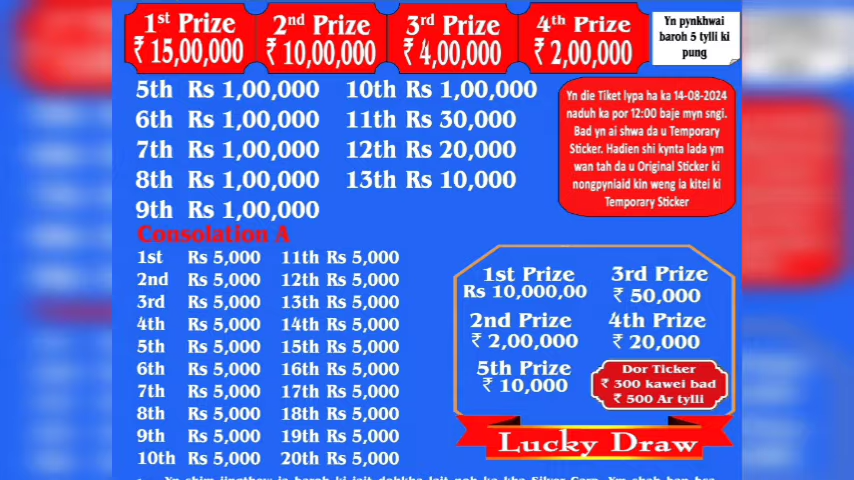 1st Prize
₹ 15,00,000
2nd Prize
₹ 10,00,000
3rd Prize
₹ 4,00,000
4th Prize
₹ 2,00,000
Yn pynkhwai
baroh 5 tylli ki
pung
5th Rs 1,00,000 10th Rs 1,00,000
6th Rs 1,00,000 11th Rs 30,000
7th Rs 1,00,000 12th Rs 20,000
8th Rs 1,00,000 13th Rs 10,000
9th Rs 1,00,000
Yn die Tiket lypa ha ka 14-08-2024
naduh ka por 12:00 baje myn sngi.
Bad yn ai shwa da u Temporary
Sticker. Hadien shi kynta lada ym
wan tah da u Original Sticker ki
nongpyniaid kin weng ia kitei ki
Temporary Sticker
Consolation A
1st Rs 5,000 11th Rs 5,000
2nd Rs 5,000 12th Rs 5,000
3rd Rs 5,000 13th Rs 5,000
4th Rs 5,000 14th Rs 5,000
5th Rs 5,000 15th Rs 5,000
6th Rs 5,000 16th Rs 5,000
7th Rs 5,000 17th Rs 5,000
8th Rs 5,000 18th Rs 5,000
9th Rs 5,000 19th Rs 5,000
10th Rs 5,000 20th Rs 5,000
1st Prize
Rs 10,000,00
3rd Prize
₹ 50,000
2nd Prize
₹ 2,00,000
4th Prize
₹ 20,000
5th Prize
₹ 10,000
Dor Ticker
₹ 300 kawei bad
₹ 500 Ar tylli
Lucky Draw